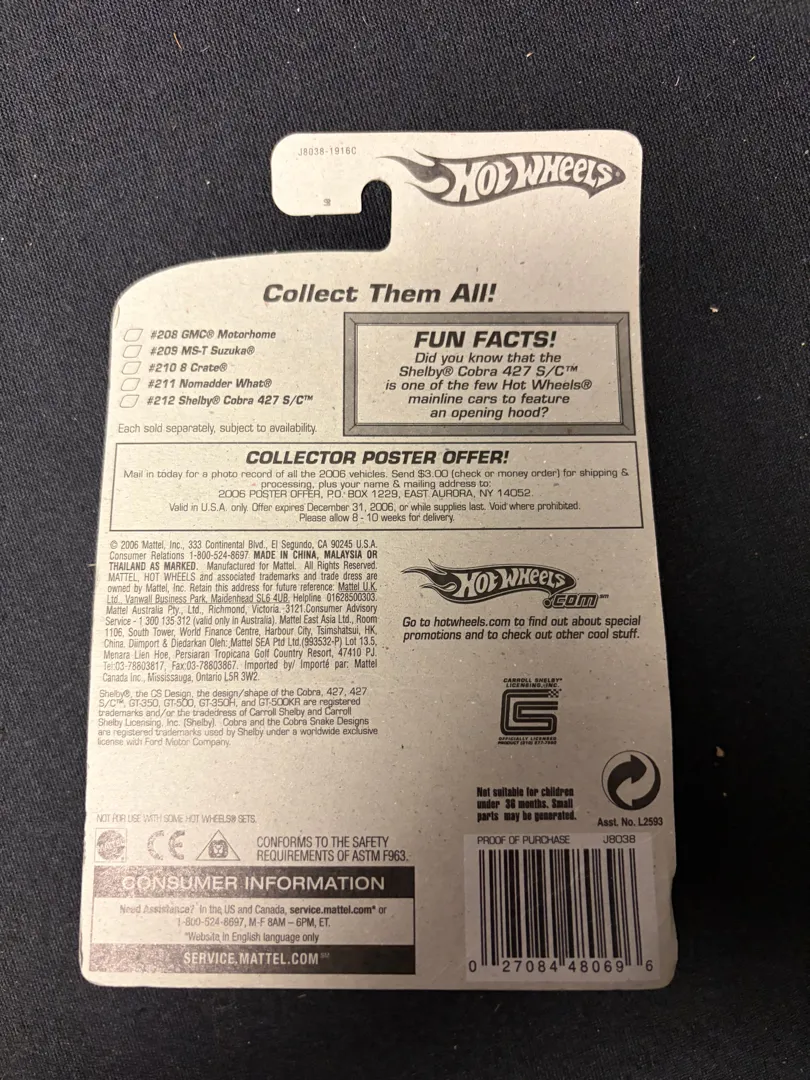 J8038-1916C
HOT WHEELS®
Collect Them All!
#208 GMC® Motorhome
#209 MS-T Suzuka®
#210 8 Crate®
#211 Nomadder What®
#212 Shelby® Cobra 427 S/C™
Each sold separately, subject to availability.
FUN FACTS!
Did you know that the
Shelby® Cobra 427 S/C™
is one of the few Hot Wheels®
mainline cars to feature
an opening hood?
COLLECTOR POSTER OFFER!
Mail in today for a photo record of all the 2006 vehicles. Send $3.00 (check or money order) for shipping &
processing, plus your name & mailing address to:
2006 POSTER OFFER, P.O. BOX 1229, EAST AURORA, NY 14052.
Valid in U.S.A. only. Offer expires December 31, 2006, or while supplies last. Void where prohibited.
Please allow 8 - 10 weeks for delivery.
© 2006 Mattel, Inc., 333 Continental Blvd., El Segundo, CA 90245 U.S.A.
Consumer Relations 1-800-524-8697. MADE IN CHINA, MALAYSIA OR
THAILAND AS MARKED. Manufactured for Mattel. All Rights Reserved.
MATTEL, HOT WHEELS and associated trademarks and trade dress are
owned by Mattel, Inc. Retain this address for future reference: Mattel U.K.
Ltd., Vanwall Business Park, Maidenhead SL6 4UB. Helpline 01628500303.
Mattel Australia Pty., Ltd., Richmond, Victoria. 3121.Consumer Advisory
Service - 1 300 135 312 (valid only in Australia). Mattel East Asia Ltd., Room
1106, South Tower, World Finance Centre, Harbour City, Tsimshatsui, HK,
China. Diimport & Diedarkan Oleh: Mattel SEA Ptd Ltd.(993532-P) Lot 13.5,
Menara Lien Hoe, Persiaran Tropicana Golf Country Resort, 47410 PJ.
Tel:03-78803817, Fax:03-78803867. Imported by/ Importé par: Mattel
Canada Inc., Mississauga, Ontario L5R 3W2.
Shelby®, the CS Design, the design/shape of the Cobra, 427, 427
S/C™, GT-350, GT-500, GT-350H, and GT-500KR are registered
trademarks and/or the tradedress of Carroll Shelby and Carroll
Shelby Licensing, Inc. (Shelby). Cobra and the Cobra Snake Designs
are registered trademarks used by Shelby under a worldwide exclusive
license with Ford Motor Company.
HOT WHEELS
.COM℠
Go to hotwheels.com to find out about special
promotions and to check out other cool stuff.
CARROLL SHELBY
LICENSING, INC.
CS
OFFICIALLY LICENSED
Not suitable for children
under 36 months. Small
parts may be generated.
Asst. No. L2593
NOT FOR USE WITH SOME HOT WHEELS® SETS.
CE
CONFORMS TO THE SAFETY
REQUIREMENTS OF ASTM F963.
CONSUMER INFORMATION
Need Assistance? In the US and Canada, service.mattel.com* or
1-800-524-8697, M-F 8AM – 6PM, ET.
*Website in English language only
SERVICE.MATTEL.COM℠
PROOF OF PURCHASE J8038
0 27084 48069 6